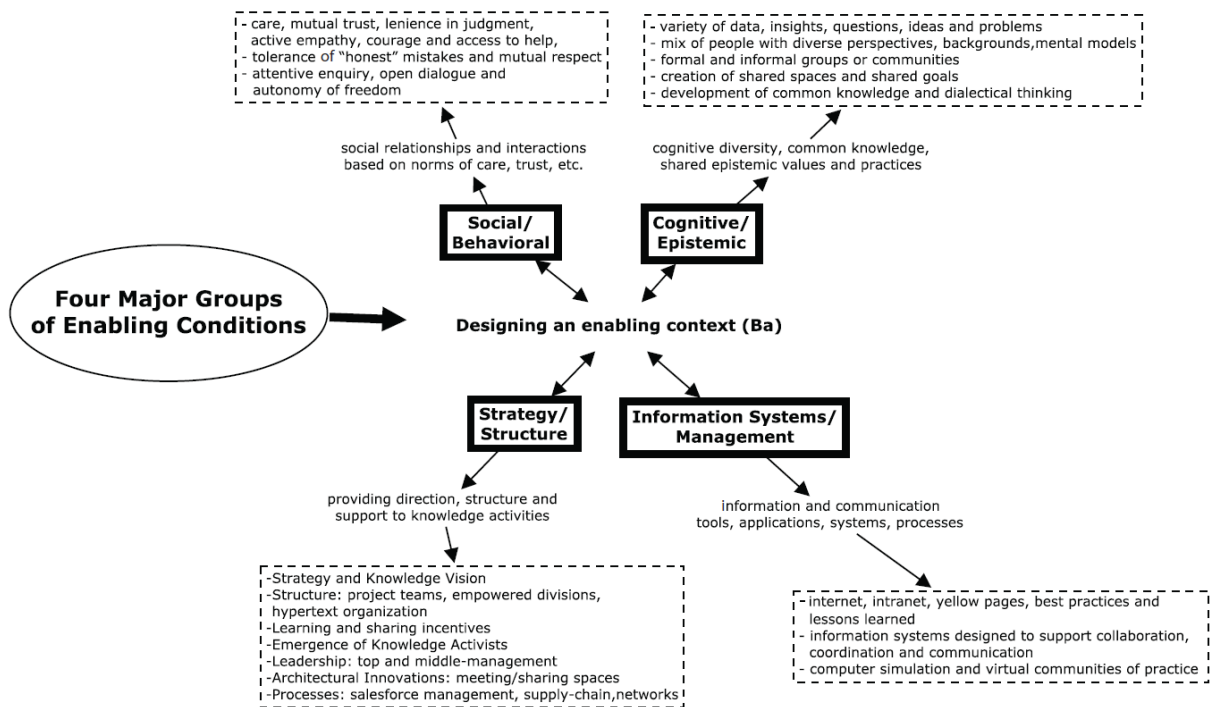 - care, mutual trust, lenience in judgment,
active empathy, courage and access to help,
- tolerance of “honest” mistakes and mutual respect
- attentive enquiry, open dialogue and
autonomy of freedom
- variety of data, insights, questions, ideas and problems
- mix of people with diverse perspectives, backgrounds,mental models
- formal and informal groups or communities
- creation of shared spaces and shared goals
- development of common knowledge and dialectical thinking
social relationships and interactions
based on norms of care, trust, etc.
cognitive diversity, common knowledge,
shared epistemic values and practices
Social/
Behavioral
Cognitive/
Epistemic
Four Major Groups
of Enabling Conditions
Designing an enabling context (Ba)
Strategy/
Structure
Information Systems/
Management
providing direction, structure and
support to knowledge activities
information and communication
tools, applications, systems, processes
-Strategy and Knowledge Vision
-Structure: project teams, empowered divisions,
hypertext organization
-Learning and sharing incentives
-Emergence of Knowledge Activists
-Leadership: top and middle-management
-Architectural Innovations: meeting/sharing spaces
-Processes: salesforce management, supply-chain,networks
- internet, intranet, yellow pages, best practices and
lessons learned
- information systems designed to support collaboration,
coordination and communication
- computer simulation and virtual communities of practice